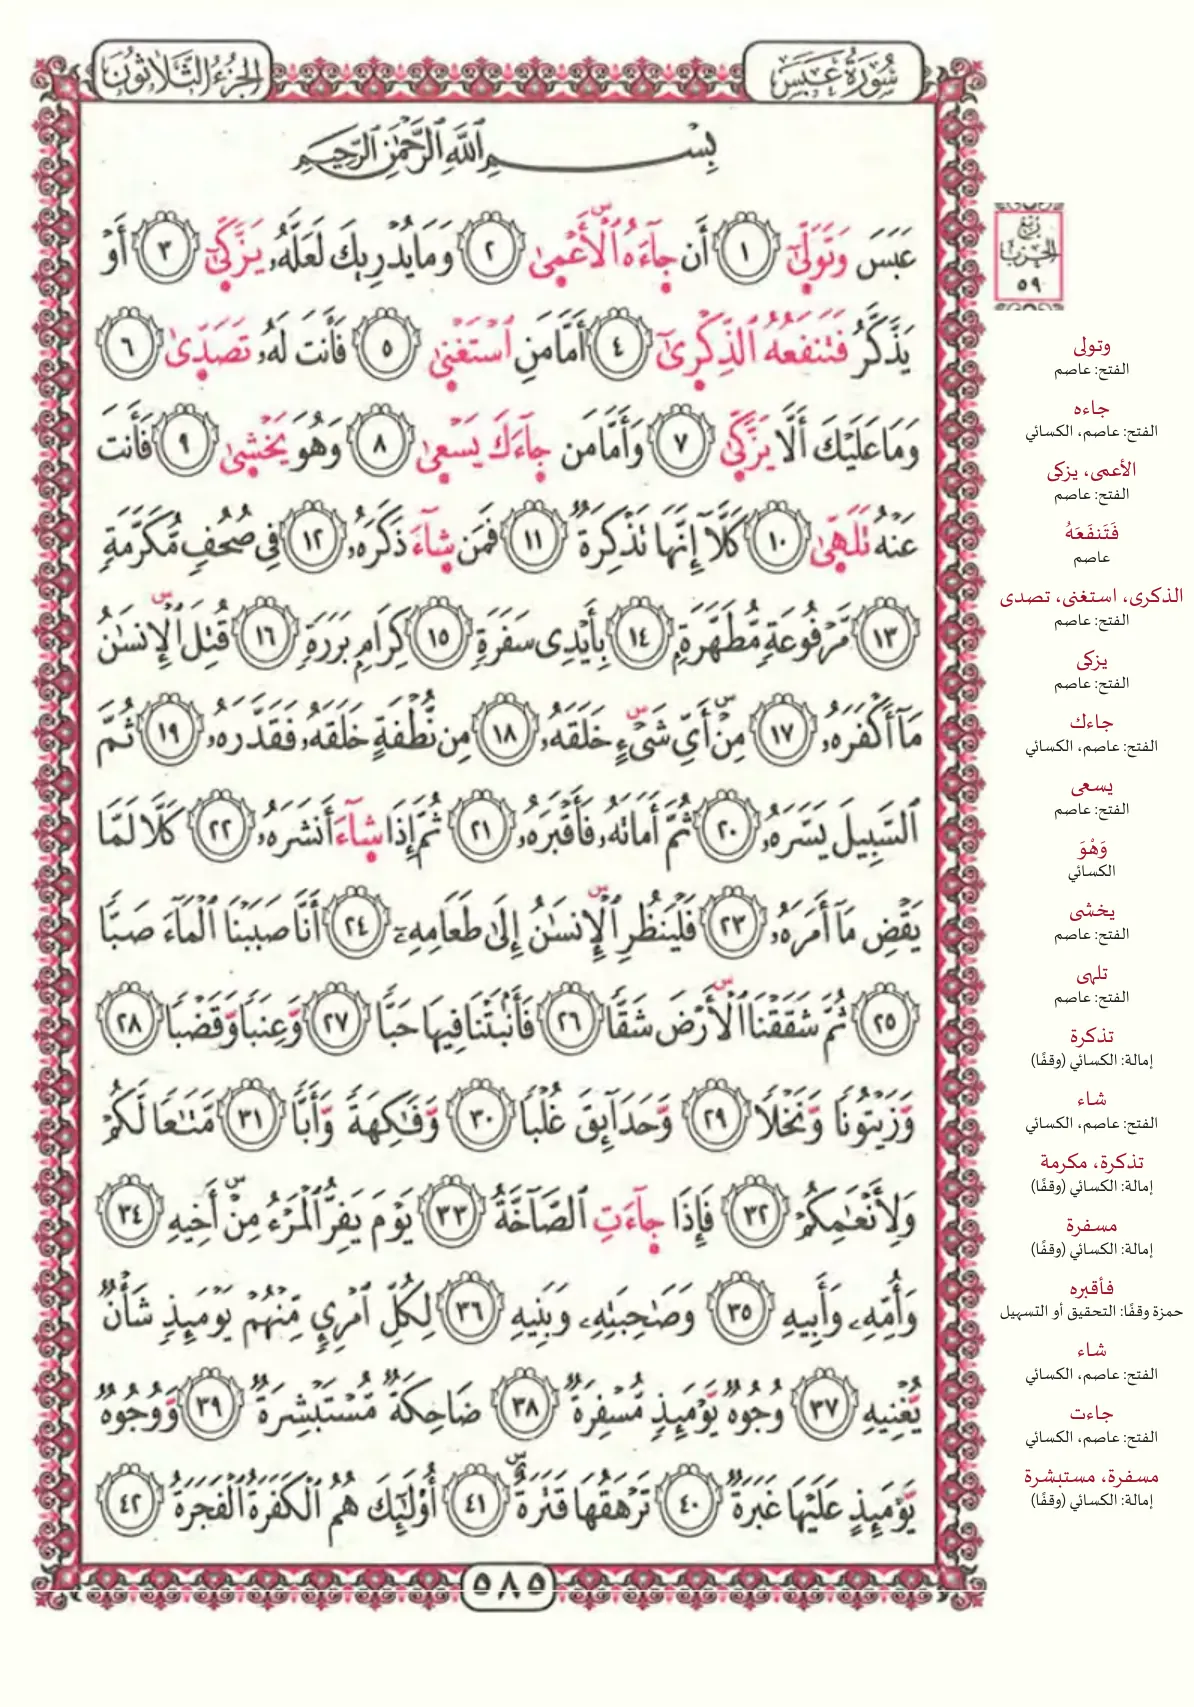 سُورَةُ عَبَسَ
الجُزءُ الثَّلَاثُونَ
بِسْمِ ٱللَّهِ ٱلرَّحْمَٰنِ ٱلرَّحِيمِ
عَبَسَ وَتَوَلَّىٰٓ ١ أَن جَآءَهُ ٱلْأَعْمَىٰ ٢ وَمَا يُدْرِيكَ لَعَلَّهُۥ يَزَّكَّىٰٓ ٣ أَوْ
يَذَّكَّرُ فَتَنفَعُهُ ٱلذِّكْرَىٰٓ ٤ أَمَّا مَنِ ٱسْتَغْنَىٰ ٥ فَأَنتَ لَهُۥ تَصَدَّىٰ ٦
وَمَا عَلَيْكَ أَلَّا يَزَّكَّىٰ ٧ وَأَمَّا مَن جَآءَكَ يَسْعَىٰ ٨ وَهُوَ يَخْشَىٰ ٩ فَأَنتَ
عَنْهُ تَلَهَّىٰ ١٠ كَلَّآ إِنَّهَا تَذْكِرَةٌ ١١ فَمَن شَآءَ ذَكَرَهُۥ ١٢ فِى صُحُفٍ مُّكَرَّمَةٍ
١٣ مَّرْفُوعَةٍ مُّطَهَّرَةٍۭ ١٤ بِأَيْدِى سَفَرَةٍ ١٥ كِرَامٍۭ بَرَرَةٍ ١٦ قُتِلَ ٱلْإِنسَٰنُ
مَآ أَكْفَرَهُۥ ١٧ مِنْ أَىِّ شَىْءٍ خَلَقَهُۥ ١٨ مِن نُّطْفَةٍ خَلَقَهُۥ فَقَدَّرَهُۥ ١٩ ثُمَّ
ٱلسَّبِيلَ يَسَّرَهُۥ ٢٠ ثُمَّ أَمَاتَهُۥ فَأَقْبَرَهُۥ ٢١ ثُمَّ إِذَا شَآءَ أَنشَرَهُۥ ٢٢ كَلَّا لَمَّا
يَقْضِ مَآ أَمَرَهُۥ ٢٣ فَلْيَنظُرِ ٱلْإِنسَٰنُ إِلَىٰ طَعَامِهِۦٓ ٢٤ أَنَّا صَبَبْنَا ٱلْمَآءَ صَبًّا
٢٥ ثُمَّ شَقَقْنَا ٱلْأَرْضَ شَقًّا ٢٦ فَأَنۢبَتْنَا فِيهَا حَبًّا ٢٧ وَعِنَبًا وَقَضْبًا ٢٨
وَزَيْتُونًا وَنَخْلًا ٢٩ وَحَدَآئِقَ غُلْبًا ٣٠ وَفَٰكِهَةً وَأَبًّا ٣١ مَّتَٰعًا لَّكُمْ
وَلِأَنْعَٰمِكُمْ ٣٢ فَإِذَا جَآءَتِ ٱلصَّآخَّةُ ٣٣ يَوْمَ يَفِرُّ ٱلْمَرْءُ مِنْ أَخِيهِ ٣٤
وَأُمِّهِۦ وَأَبِيهِ ٣٥ وَصَٰحِبَتِهِۦ وَبَنِيهِ ٣٦ لِكُلِّ ٱمْرِئٍ مِّنْهُمْ يَوْمَئِذٍ شَأْنٌ
يُغْنِيهِ ٣٧ وُجُوهٌ يَوْمَئِذٍ مُّسْفِرَةٌ ٣٨ ضَاحِكَةٌ مُّسْتَبْشِرَةٌ ٣٩ وَوُجُوهٌ
يَوْمَئِذٍ عَلَيْهَا غَبَرَةٌ ٤٠ تَرْهَقُهَا قَتَرَةٌ ٤١ أُو۟لَٰٓئِكَ هُمُ ٱلْكَفَرَةُ ٱلْفَجَرَةُ ٤٢
٥٨٥
رُبْعُ
الحِزْبِ
٥٩
وتولى
الفتح: عاصم
جاءه
الفتح: عاصم، الكسائي
الأعمى، يزكى
الفتح: عاصم
فَتَنفَعَهُ
عاصم
الذكرى، استغنى، تصدى
الفتح: عاصم
يزكى
الفتح: عاصم
جاءك
الفتح: عاصم، الكسائي
يسعى
الفتح: عاصم
وَهْوَ
الكسائي
يخشى
الفتح: عاصم
تلهى
الفتح: عاصم
تذكرة
إمالة: الكسائي (وقفًا)
شاء
الفتح: عاصم، الكسائي
تذكرة، مكرمة
إمالة: الكسائي (وقفًا)
مسفرة
إمالة: الكسائي (وقفًا)
فأقبره
حمزة وقفًا: التحقيق أو التسهيل
شاء
الفتح: عاصم، الكسائي
جاءت
الفتح: عاصم، الكسائي
مسفرة، مستبشرة
إمالة: الكسائي (وقفًا)